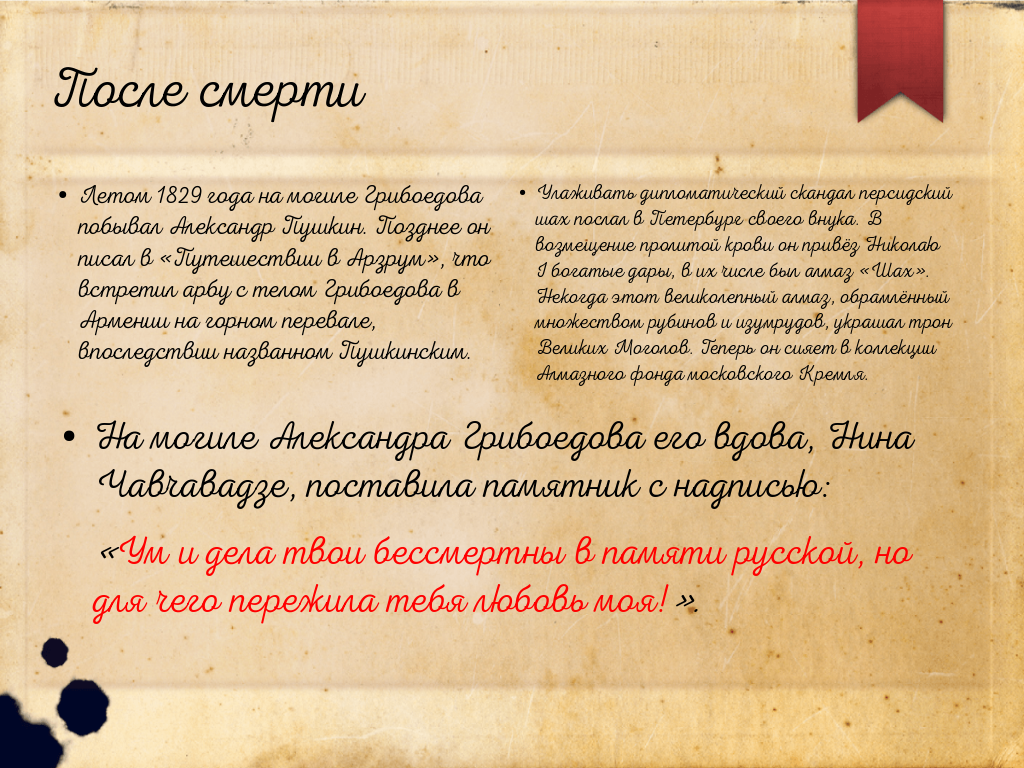 После смерти
• Летом 1829 года на могиле Грибоедова
побывал Александр Пушкин. Позднее он
писал в «Путешествии в Арзрум», что
встретил арбу с телом Грибоедова в
Армении на горном перевале,
впоследствии названном Пушкинским.
• Улаживать дипломатический скандал персидский
шах послал в Петербург своего внука. В
возмещение пролитой крови он привёз Николаю
I богатые дары, в их числе был алмаз «Шах».
Некогда этот великолепный алмаз, обрамлённый
множеством рубинов и изумрудов, украшал трон
Великих Моголов. Теперь он сияет в коллекции
Алмазного фонда московского Кремля.
• На могиле Александра Грибоедова его вдова, Нина
Чавчавадзе, поставила памятник с надписью:
«Ум и дела твои бессмертны в памяти русской, но
для чего пережила тебя любовь моя! ».